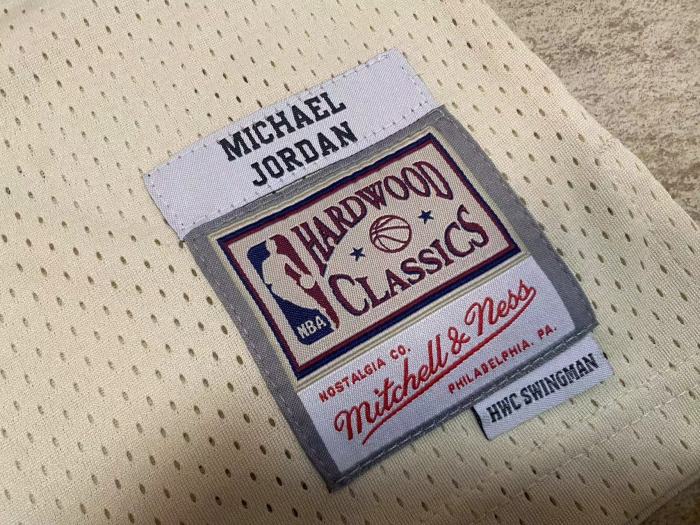 MICHAEL
JORDAN
HARDWOOD
CLASSICS
NBA
NOSTALGIA CO.
Mitchell & Ness
PHILADELPHIA, PA.
HWC SWINGMAN